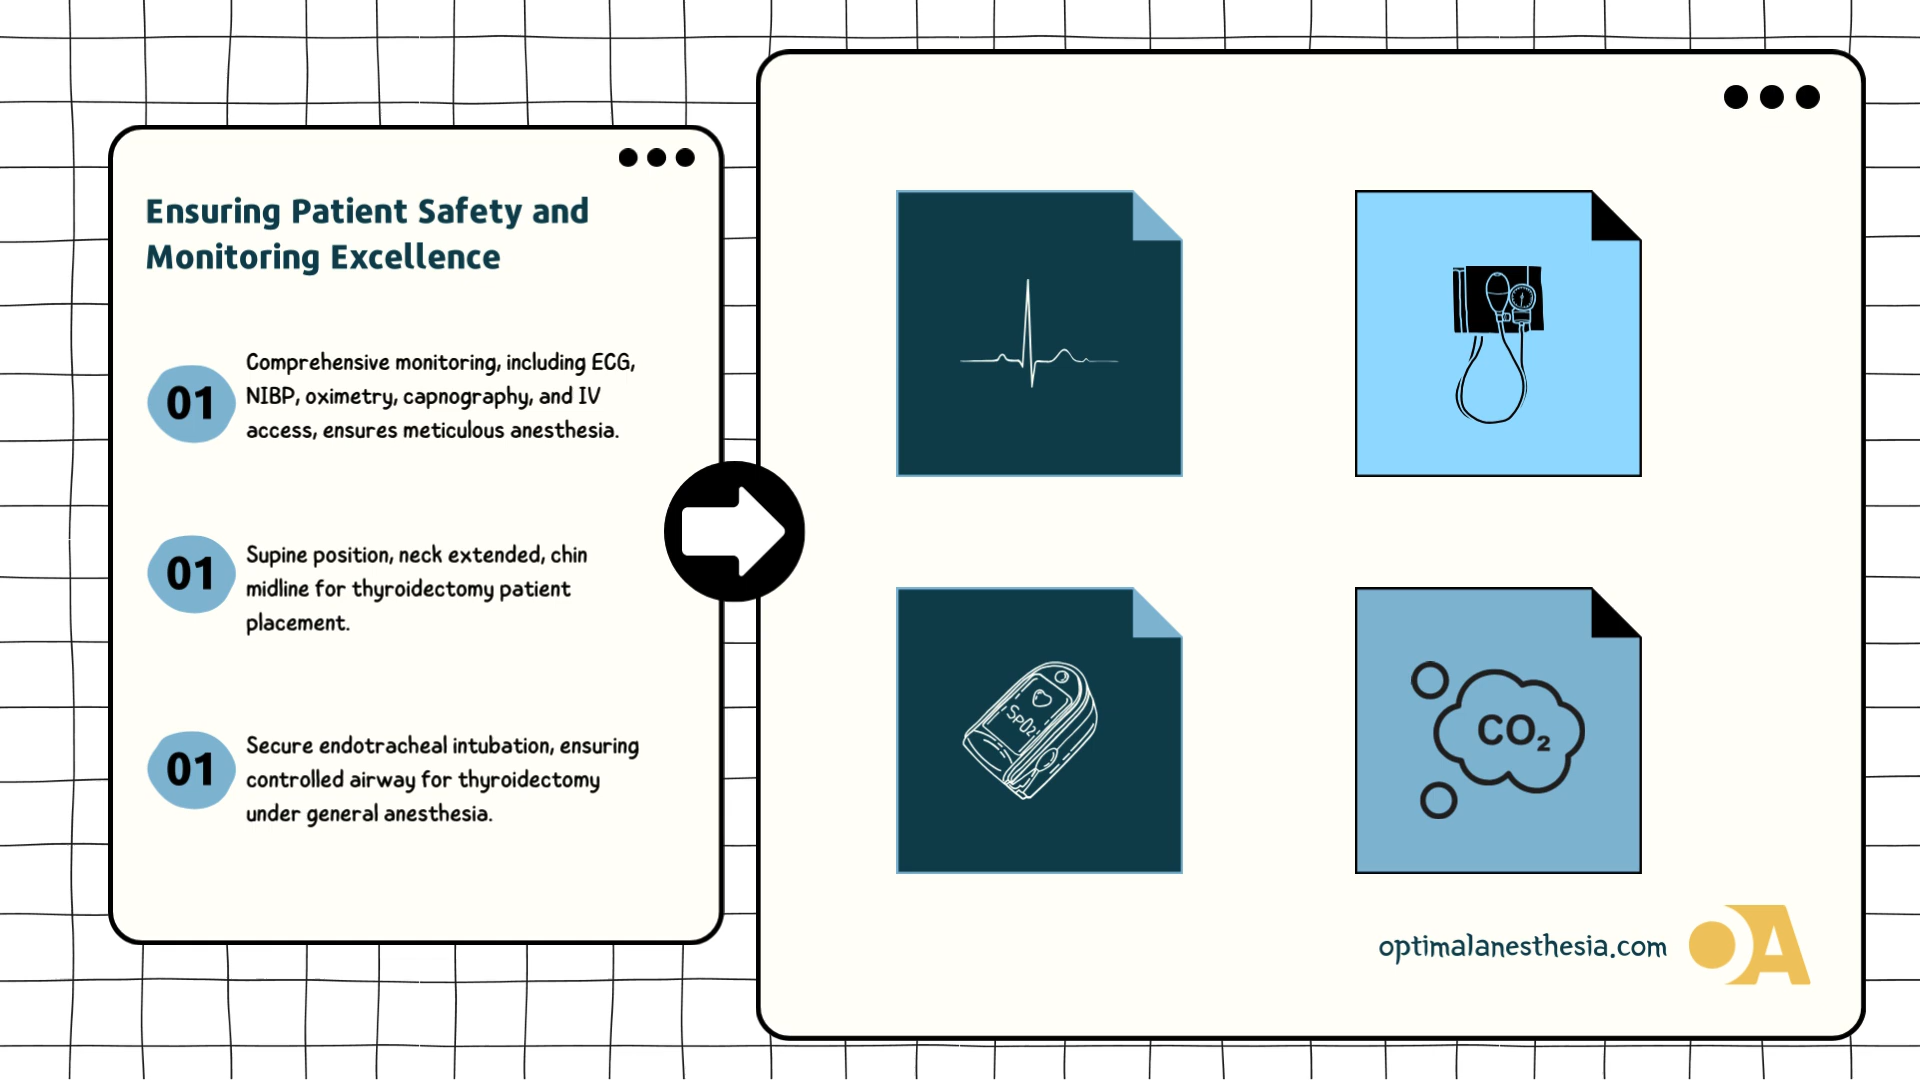 Ensuring Patient Safety and
Monitoring Excellence
01
Comprehensive monitoring, including ECG,
NIBP, oximetry, capnography, and IV
access, ensures meticulous anesthesia.
01
Supine position, neck extended, chin
midline for thyroidectomy patient
placement.
01
Secure endotracheal intubation, ensuring
controlled airway for thyroidectomy
under general anesthesia.
SpO₂
CO₂
optimalanesthesia.com
OA